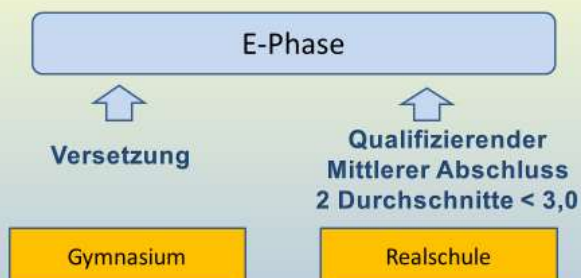 E-Phase
Versetzung
Qualifizierender
Mittlerer Abschluss
2 Durchschnitte < 3,0
Gymnasium
Realschule